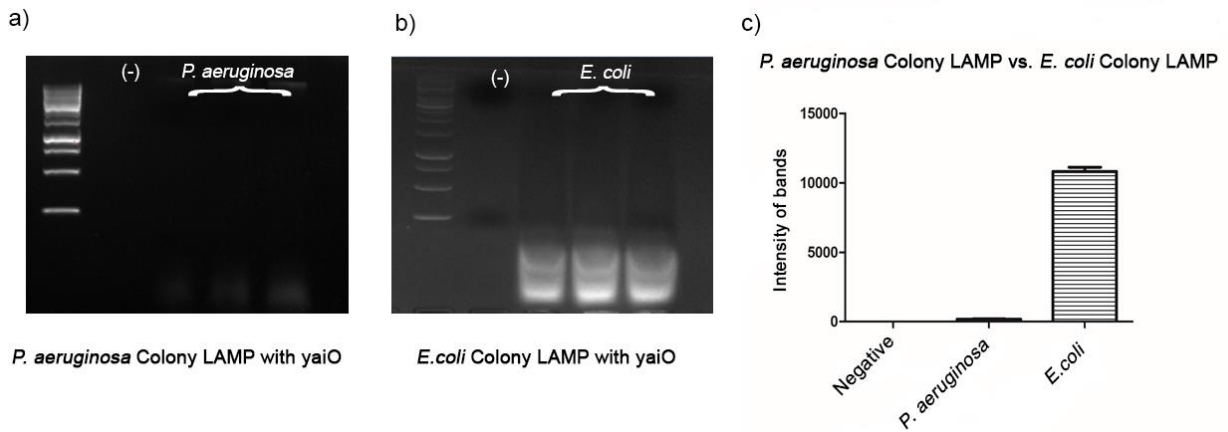 a)
(-) P. aeruginosa
P. aeruginosa Colony LAMP with yaiO
b)
(-) E. coli
E.coli Colony LAMP with yaiO
c)
P. aeruginosa Colony LAMP vs. E. coli Colony LAMP
Intensity of bands
15000
10000
5000
0
Negative
P. aeruginosa
E.coli